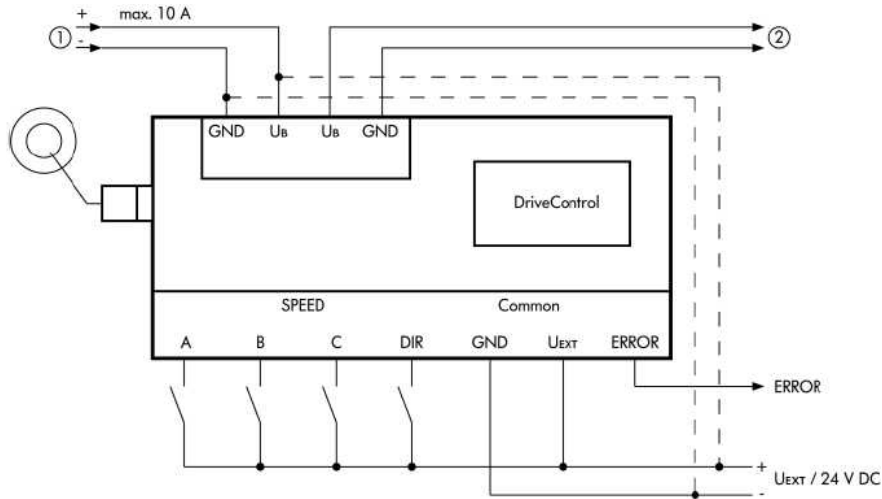 + max. 10 A
① -
②
GND UB UB GND
DriveControl
SPEED Common
A B C DIR GND UEXT ERROR
ERROR
+
UEXT / 24 V DC
-